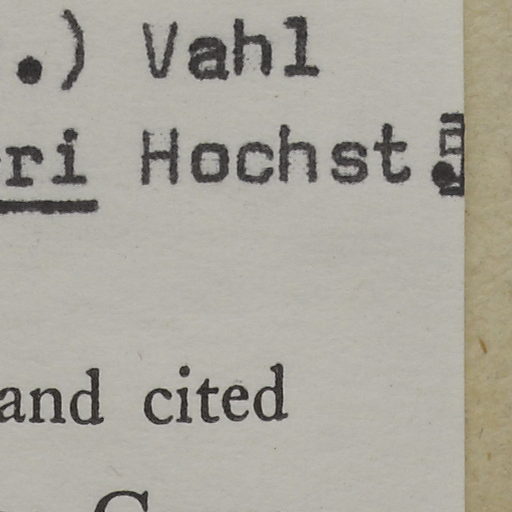 .) Vahl
ri Hochst.]
and cited